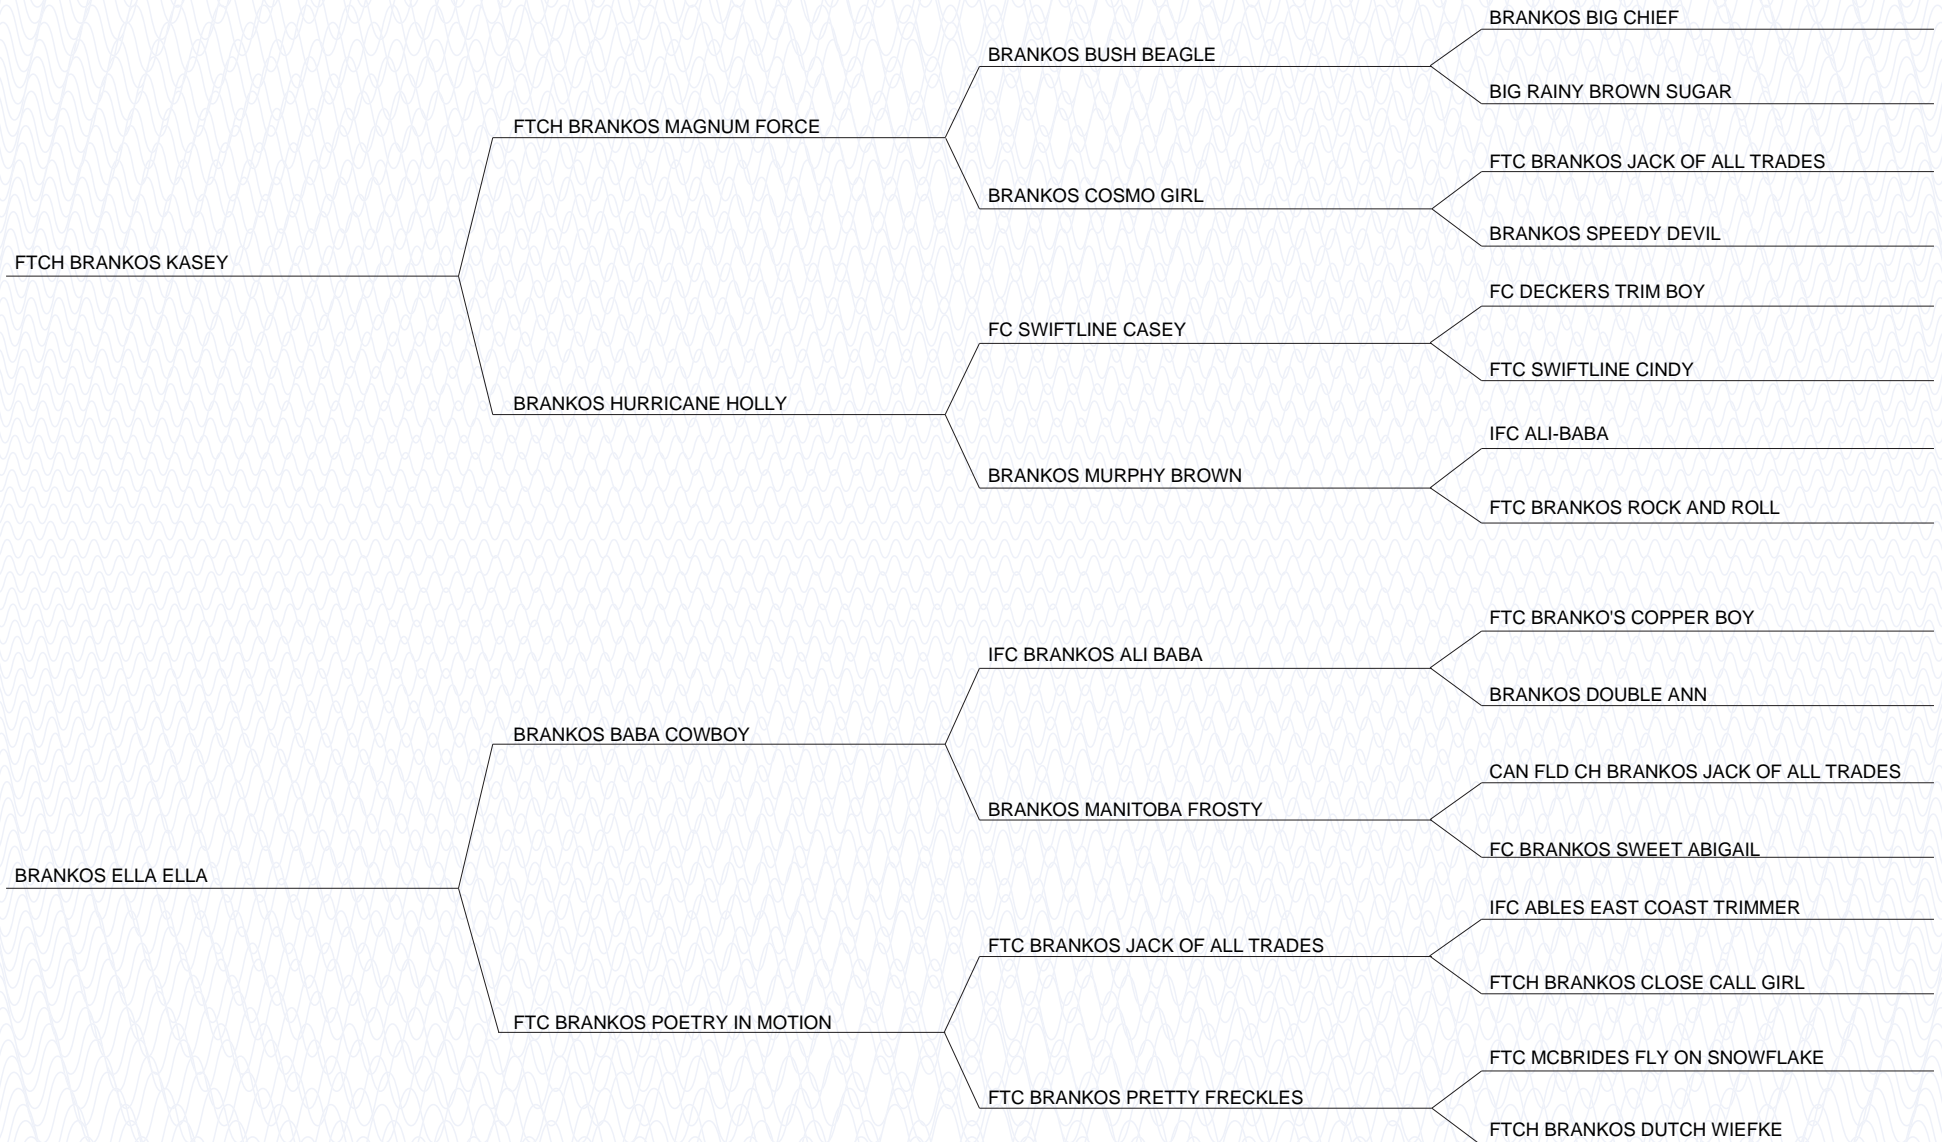 BRANKOS BIG CHIEF
BRANKOS BUSH BEAGLE
BIG RAINY BROWN SUGAR
FTCH BRANKOS MAGNUM FORCE
FTC BRANKOS JACK OF ALL TRADES
BRANKOS COSMO GIRL
BRANKOS SPEEDY DEVIL
FTCH BRANKOS KASEY
FC DECKERS TRIM BOY
FC SWIFTLINE CASEY
FTC SWIFTLINE CINDY
BRANKOS HURRICANE HOLLY
IFC ALI-BABA
BRANKOS MURPHY BROWN
FTC BRANKOS ROCK AND ROLL
FTC BRANKO'S COPPER BOY
IFC BRANKOS ALI BABA
BRANKOS DOUBLE ANN
BRANKOS BABA COWBOY
CAN FLD CH BRANKOS JACK OF ALL TRADES
BRANKOS MANITOBA FROSTY
FC BRANKOS SWEET ABIGAIL
BRANKOS ELLA ELLA
IFC ABLES EAST COAST TRIMMER
FTC BRANKOS JACK OF ALL TRADES
FTCH BRANKOS CLOSE CALL GIRL
FTC BRANKOS POETRY IN MOTION
FTC MCBRIDES FLY ON SNOWFLAKE
FTC BRANKOS PRETTY FRECKLES
FTCH BRANKOS DUTCH WIEFKE